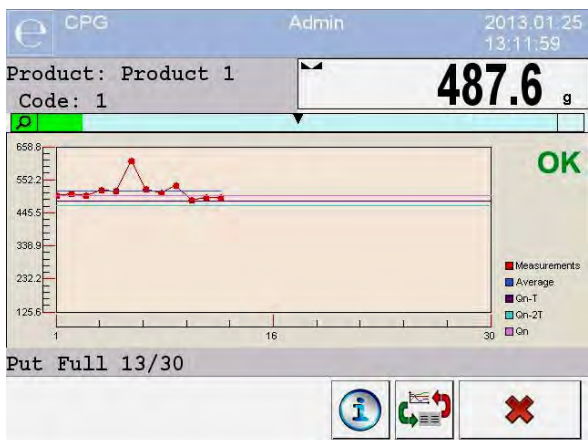 e CPG Admin 2013.01.25
13:11:59
Product: Product 1
Code: 1
487.6 g
OK
658.8
552.2
445.5
338.9
232.2
125.6
1 16 30
Measurements
Average
Qn-T
Qn-2T
Qn
Put Full 13/30
i